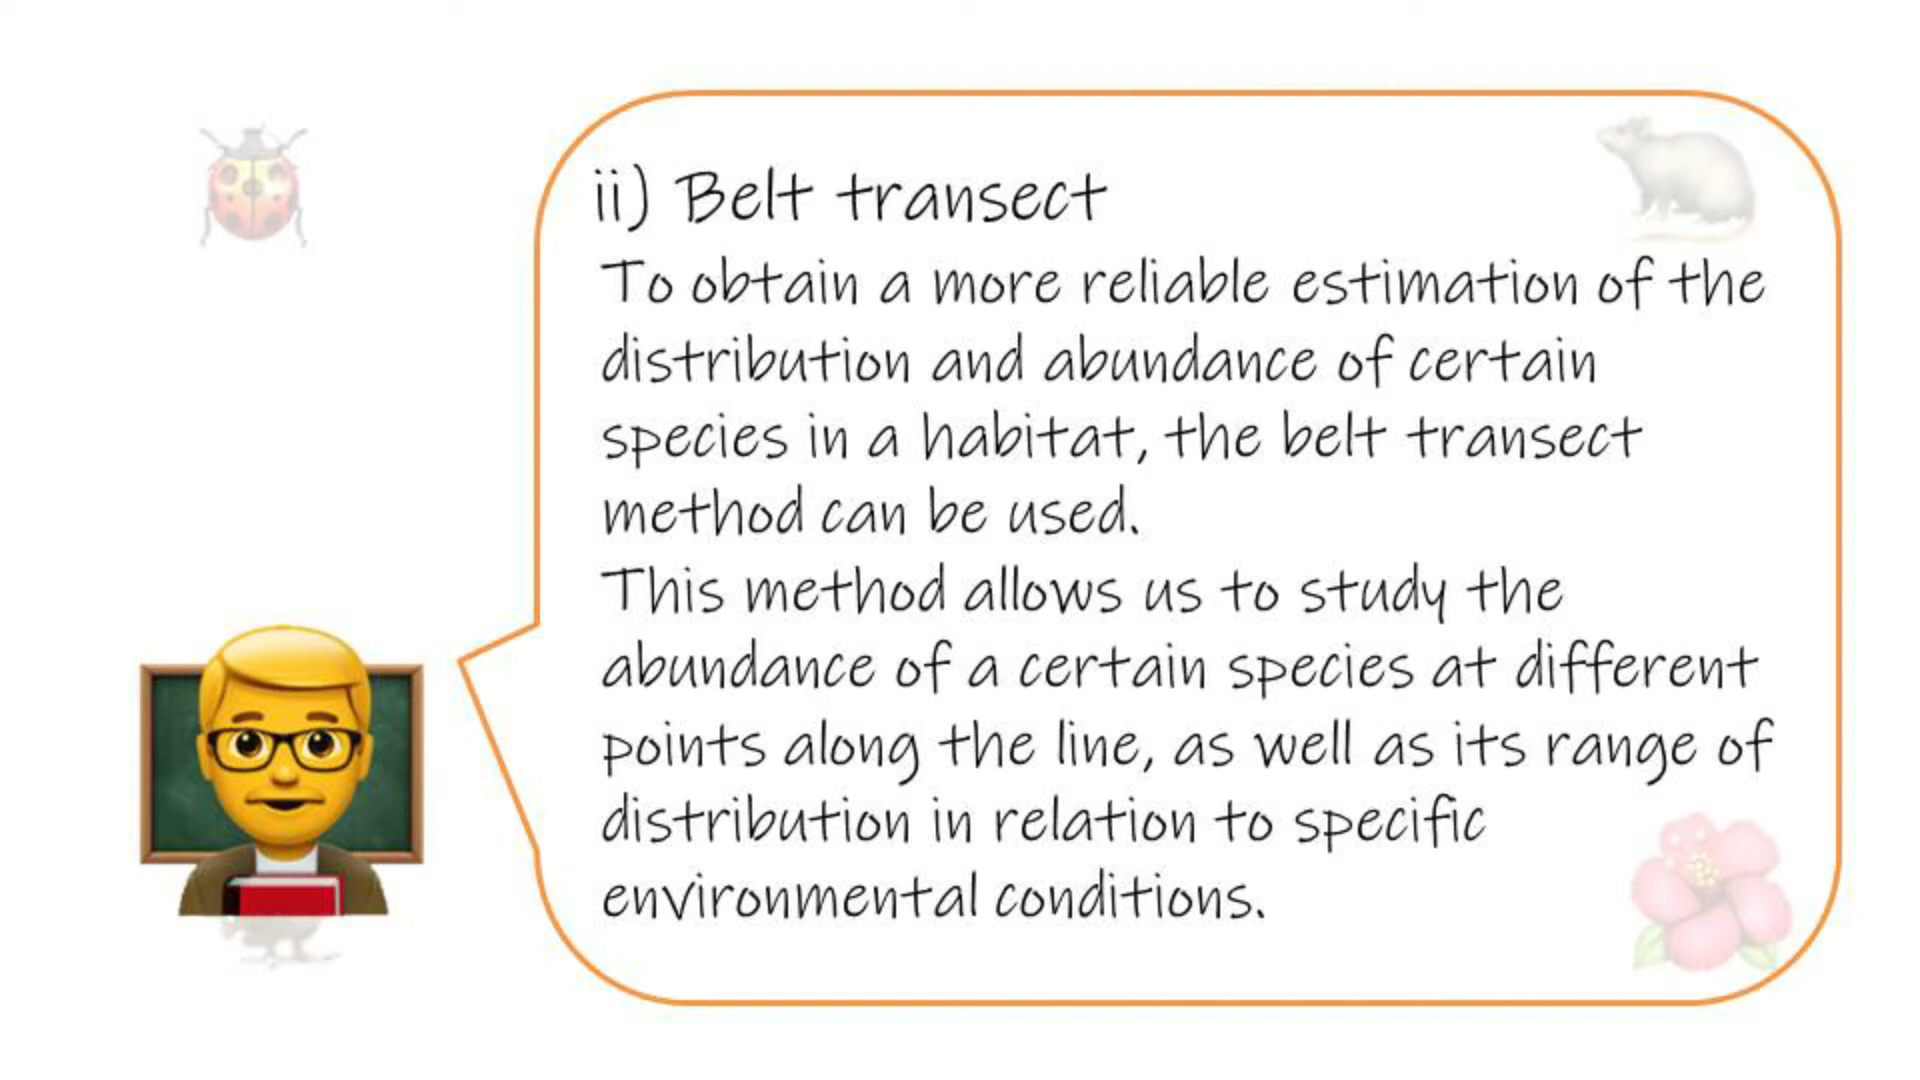 ii) Belt transect
To obtain a more reliable estimation of the
distribution and abundance of certain
species in a habitat, the belt transect
method can be used.
This method allows us to study the
abundance of a certain species at different
points along the line, as well as its range of
distribution in relation to specific
environmental conditions.